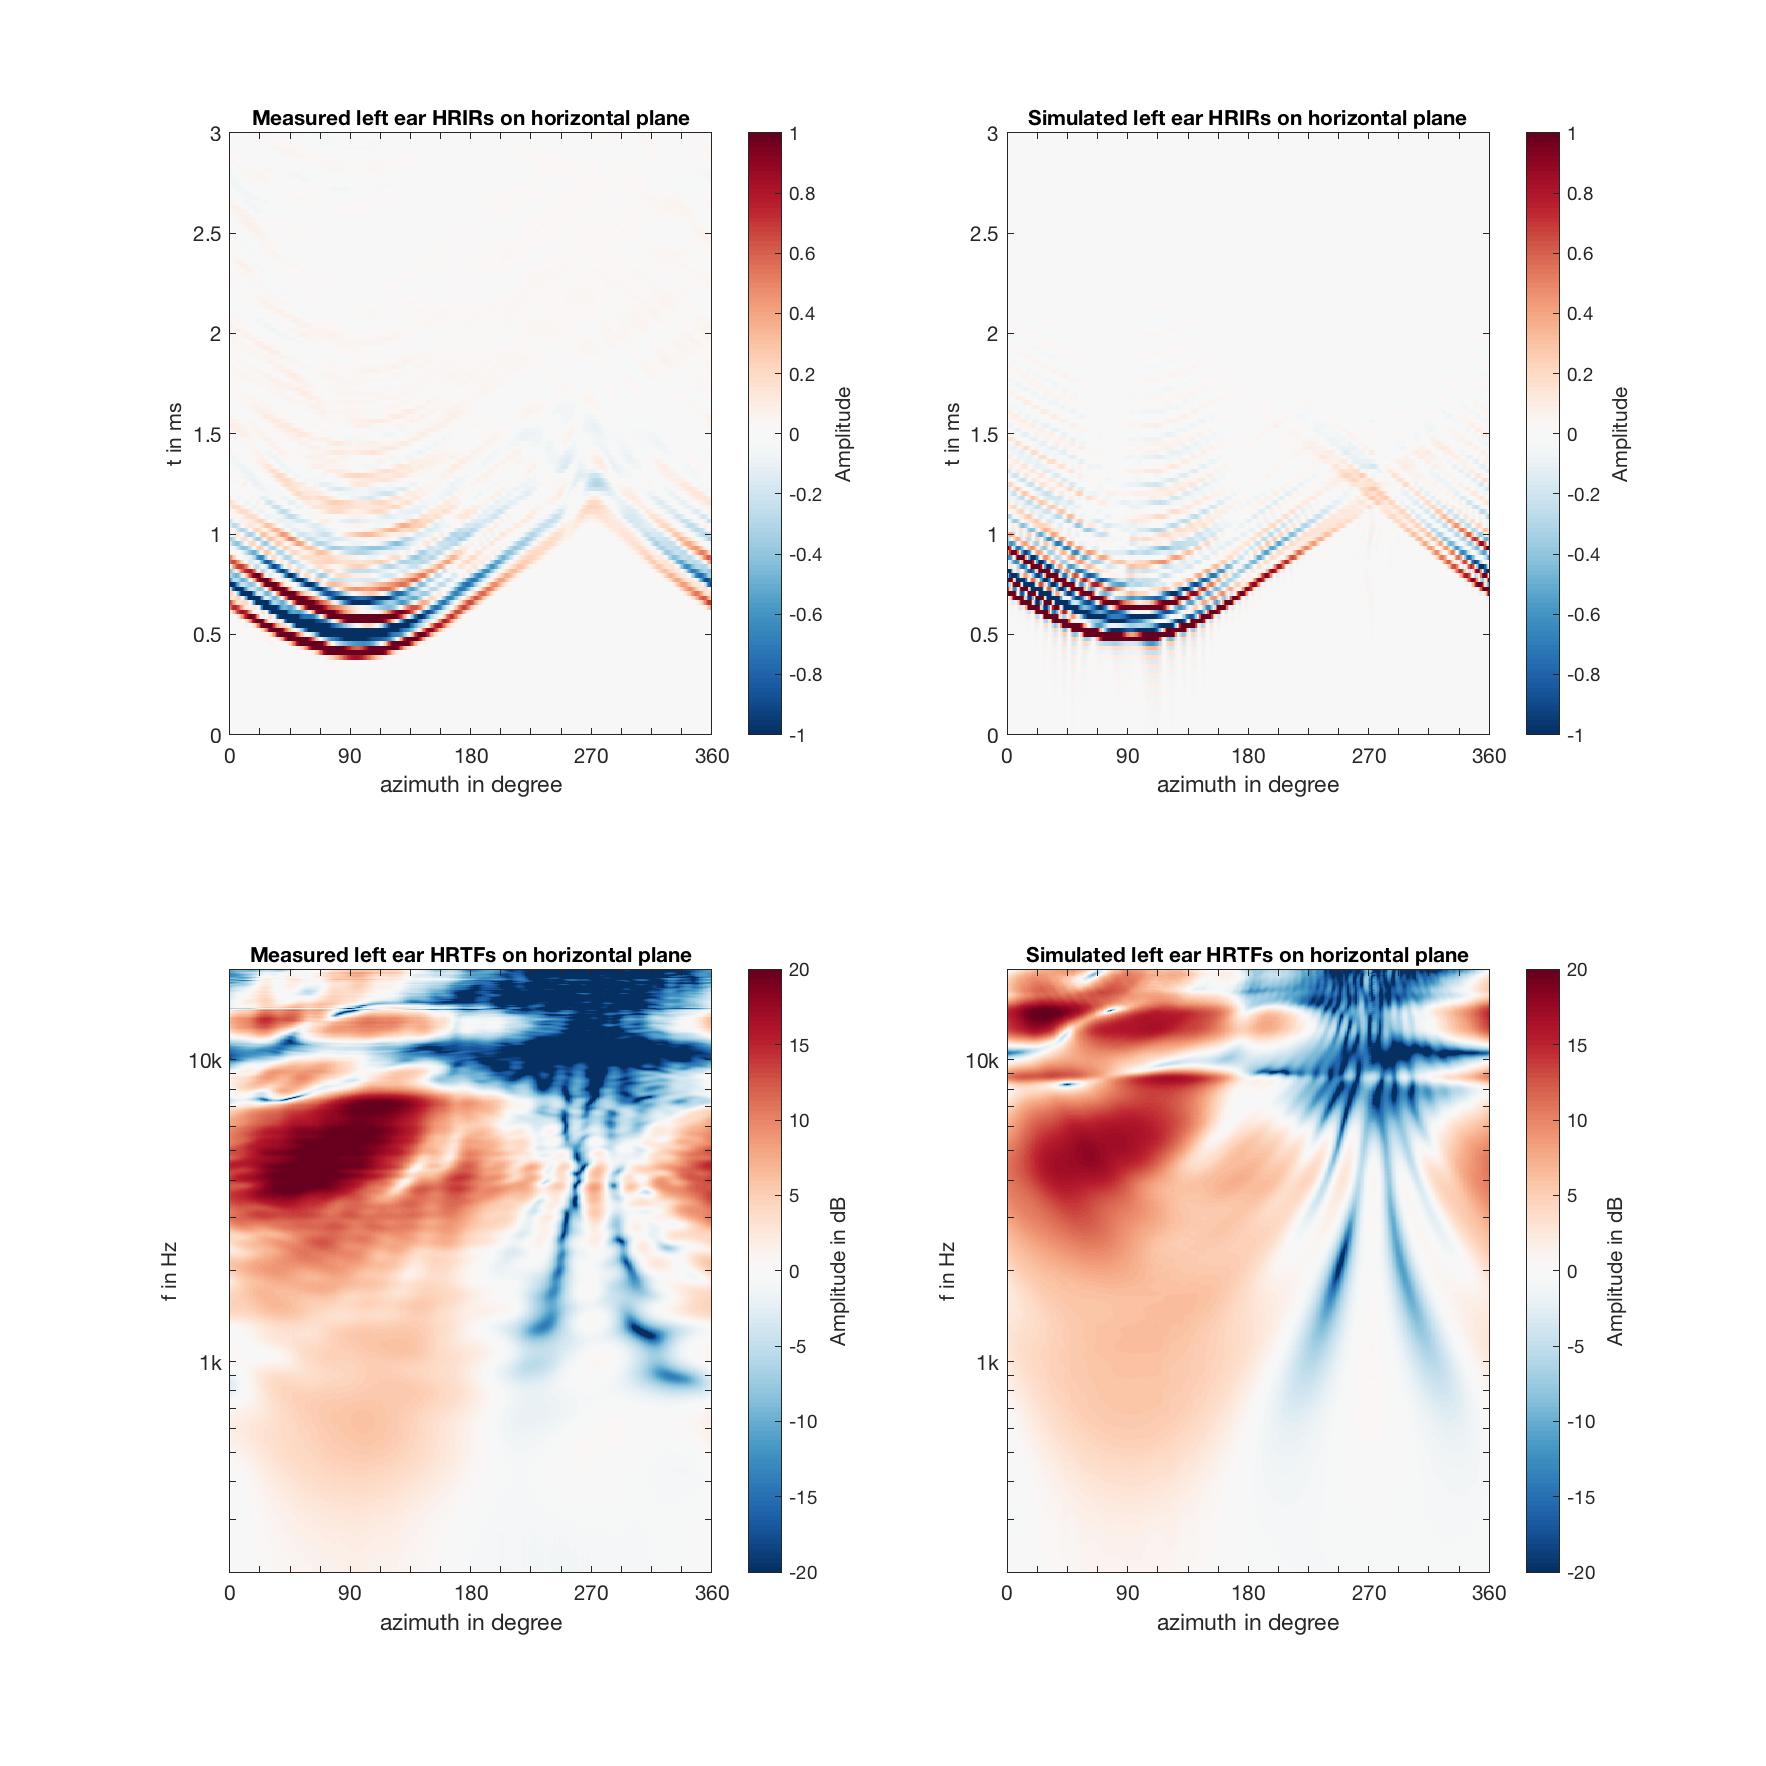 Measured left ear HRIRs on horizontal plane
3
2.5
2
1.5
1
0.5
0
t in ms
0 90 180 270 360
azimuth in degree
1
0.8
0.6
0.4
0.2
0
-0.2
-0.4
-0.6
-0.8
-1
Amplitude
Simulated left ear HRIRs on horizontal plane
3
2.5
2
1.5
1
0.5
0
t in ms
0 90 180 270 360
azimuth in degree
1
0.8
0.6
0.4
0.2
0
-0.2
-0.4
-0.6
-0.8
-1
Amplitude
Measured left ear HRTFs on horizontal plane
10k
1k
f in Hz
0 90 180 270 360
azimuth in degree
20
15
10
5
0
-5
-10
-15
-20
Amplitude in dB
Simulated left ear HRTFs on horizontal plane
10k
1k
f in Hz
0 90 180 270 360
azimuth in degree
20
15
10
5
0
-5
-10
-15
-20
Amplitude in dB